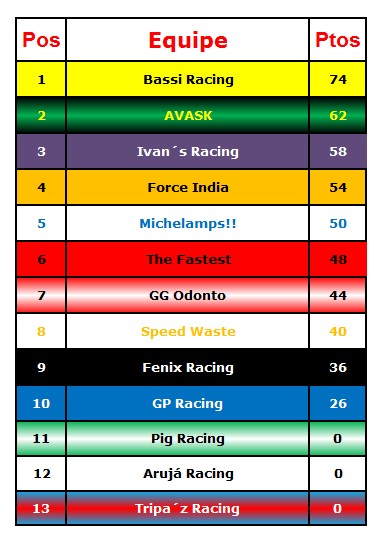 Pos Equipe Ptos
1 Bassi Racing 74
2 AVASK 62
3 Ivan´s Racing 58
4 Force India 54
5 Michelamps!! 50
6 The Fastest 48
7 GG Odonto 44
8 Speed Waste 40
9 Fenix Racing 36
10 GP Racing 26
11 Pig Racing 0
12 Arujá Racing 0
13 Tripa´z Racing 0